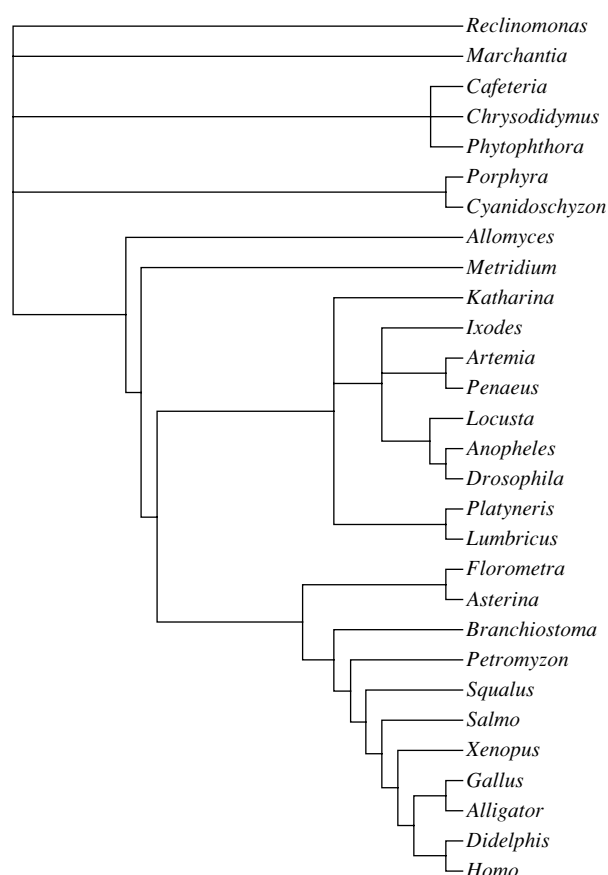 Reclinomonas
Marchantia
Cafeteria
Chrysodidymus
Phytophthora
Porphyra
Cyanidoschyzon
Allomyces
Metridium
Katharina
Ixodes
Artemia
Penaeus
Locusta
Anopheles
Drosophila
Platyneris
Lumbricus
Florometra
Asterina
Branchiostoma
Petromyzon
Squalus
Salmo
Xenopus
Gallus
Alligator
Didelphis
Homo